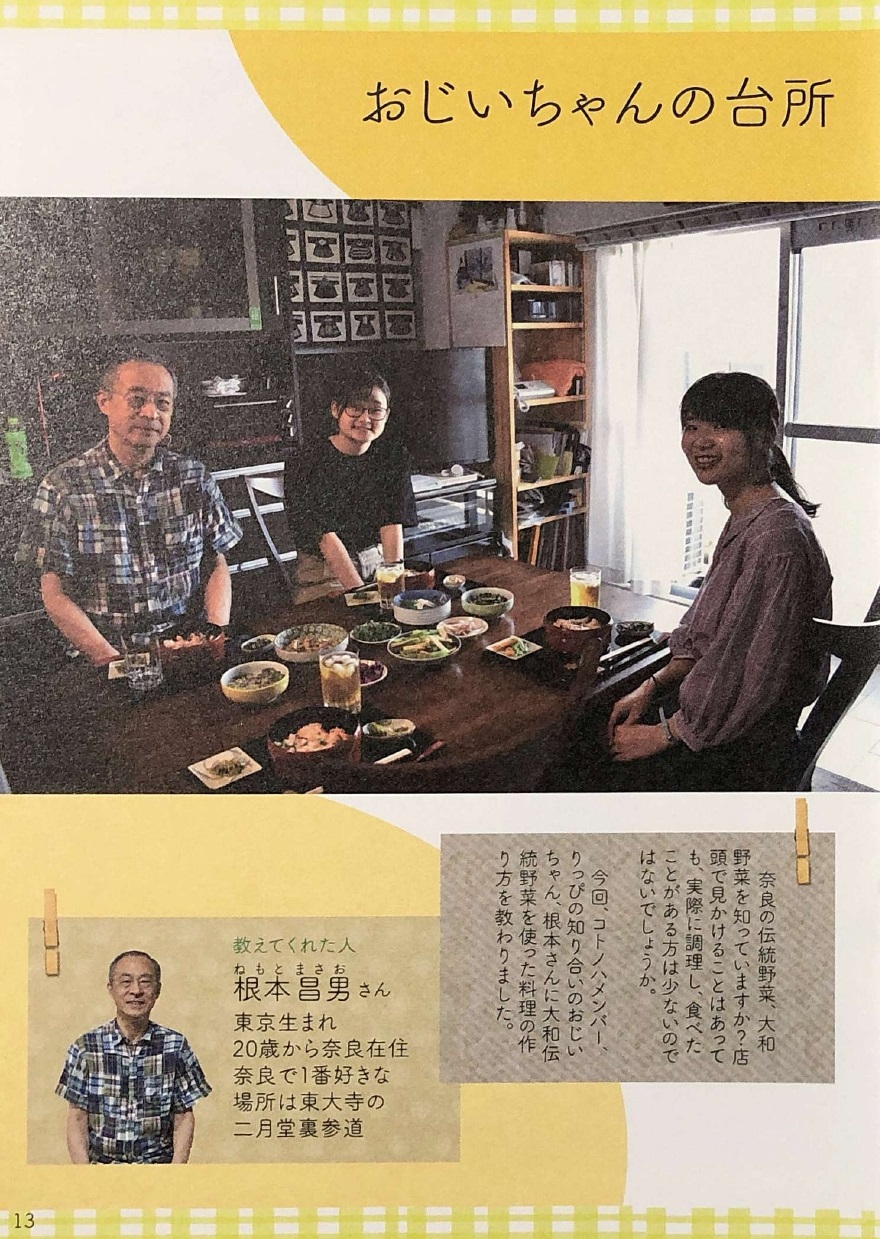 おじいちゃんの台所
奈良の伝統野菜、大和
野菜を知っていますか？店
頭で見かけることはあって
も、実際に調理し、食べた
ことがある方は少ないので
はないでしょうか。
今回、コトノハメンバー、
りっぴの知り合いのおじい
ちゃん、根本さんに大和伝
統野菜を使った料理の作
り方を教わりました。
教えてくれた人
ねもと まさお
根本昌男さん
東京生まれ
20歳から奈良在住
奈良で1番好きな
場所は東大寺の
二月堂裏参道
13